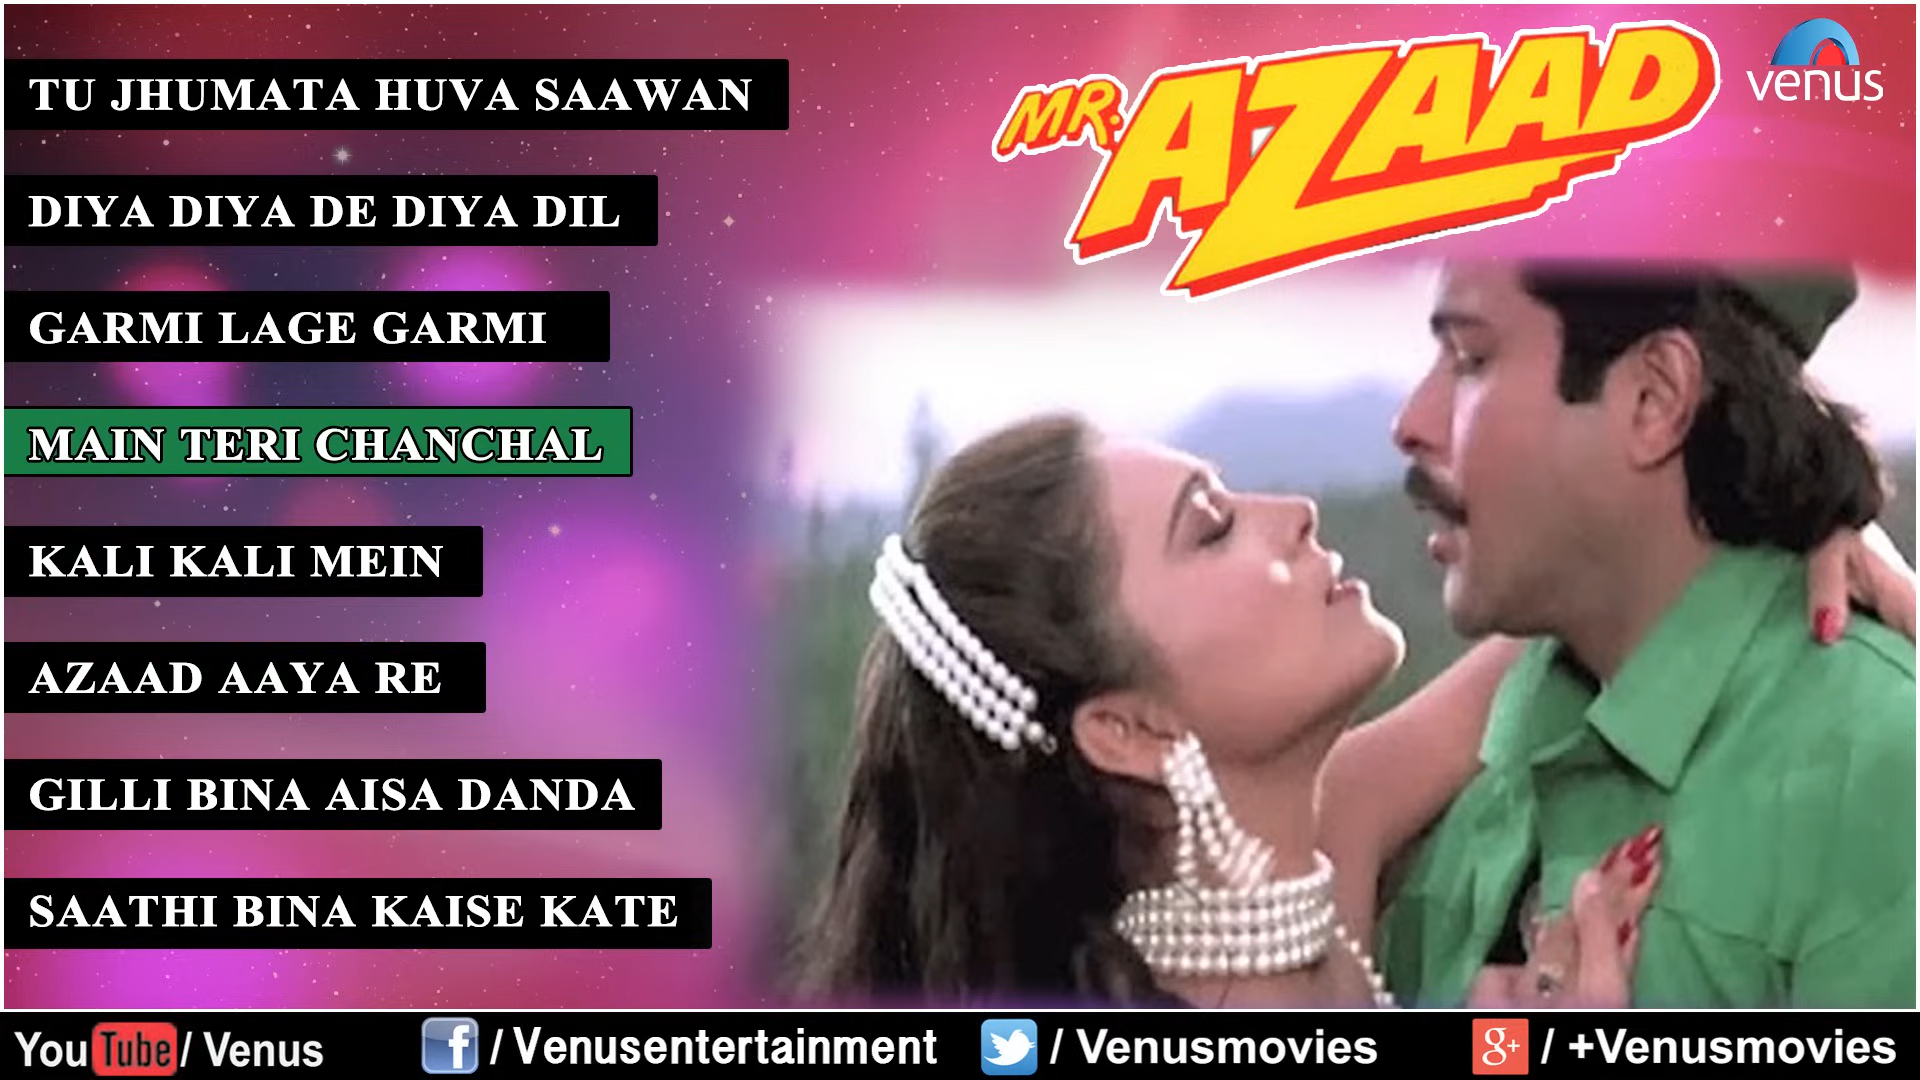 TU JHUMATA HUVA SAAWAN
DIYA DIYA DE DIYA DIL
GARMI LAGE GARMI
MAIN TERI CHANCHAL
KALI KALI MEIN
AZAAD AAYA RE
GILLI BINA AISA DANDA
SAATHI BINA KAISE KATE
MR. AZAAD
venus
YouTube / Venus
f / Venusentertainment
/ Venusmovies
g+ / +Venusmovies